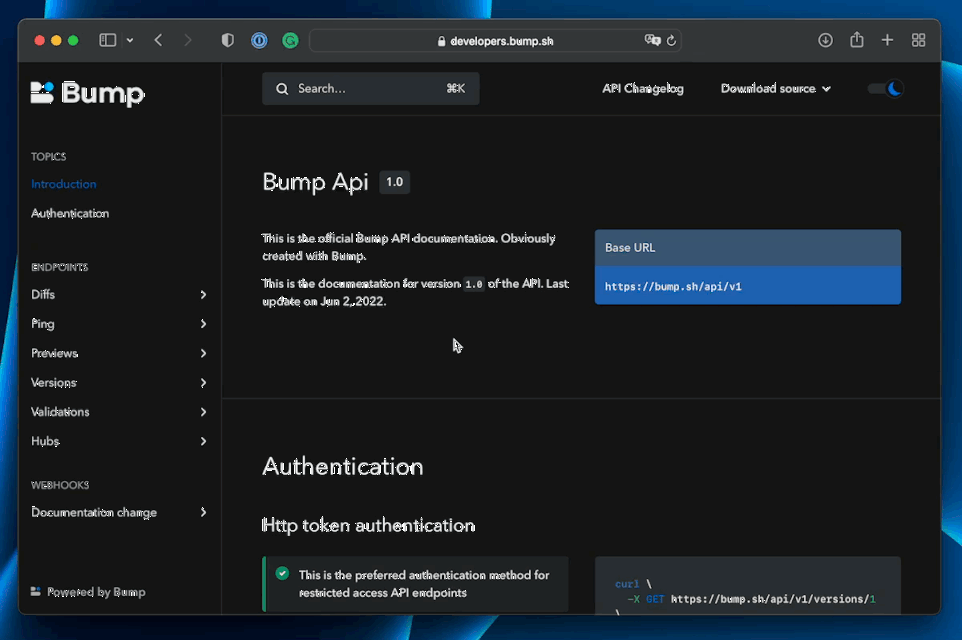 developers.bump.sh
Bump
Search...
⌘K
API Changelog
Download source
TOPICS
Introduction
Authentication
ENDPOINTS
Diffs
Ping
Previews
Versions
Validations
Hubs
WEBHOOKS
Documentation change
Powered by Bump
Bump Api 1.0
This is the official Bump API documentation. Obviously
created with Bump.
This is the documentation for version 1.0 of the API. Last
update on Jun 2, 2022.
Base URL
https://bump.sh/api/v1
Authentication
Http token authentication
This is the preferred authentication method for
restricted access API endpoints
curl \
-X GET https://bump.sh/api/v1/versions/1
\